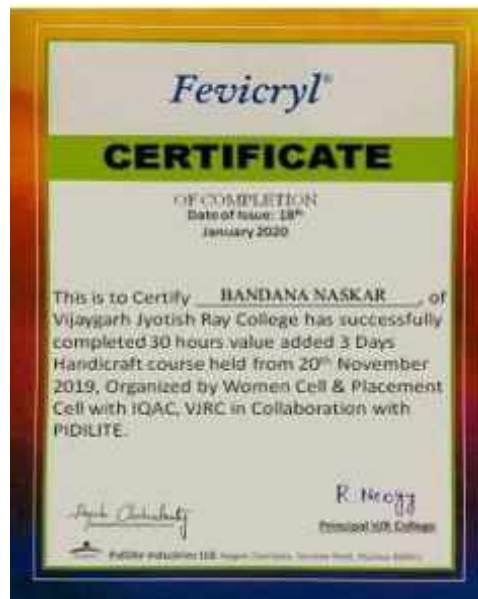 Fevicryl®
CERTIFICATE
OF COMPLETION
Date of Issue: 18th
January 2020
This is to Certify BANDANA NASKAR, of
Vijaygarh Jyotish Ray College has successfully
completed 30 hours value added 3 Days
Handicraft course held from 20th November
2019, Organized by Women Cell & Placement
Cell with IQAC, VJRC in Collaboration with
PIDILITE.
R. Neogy
Principal VJR College
Pidilite Industries Ltd.